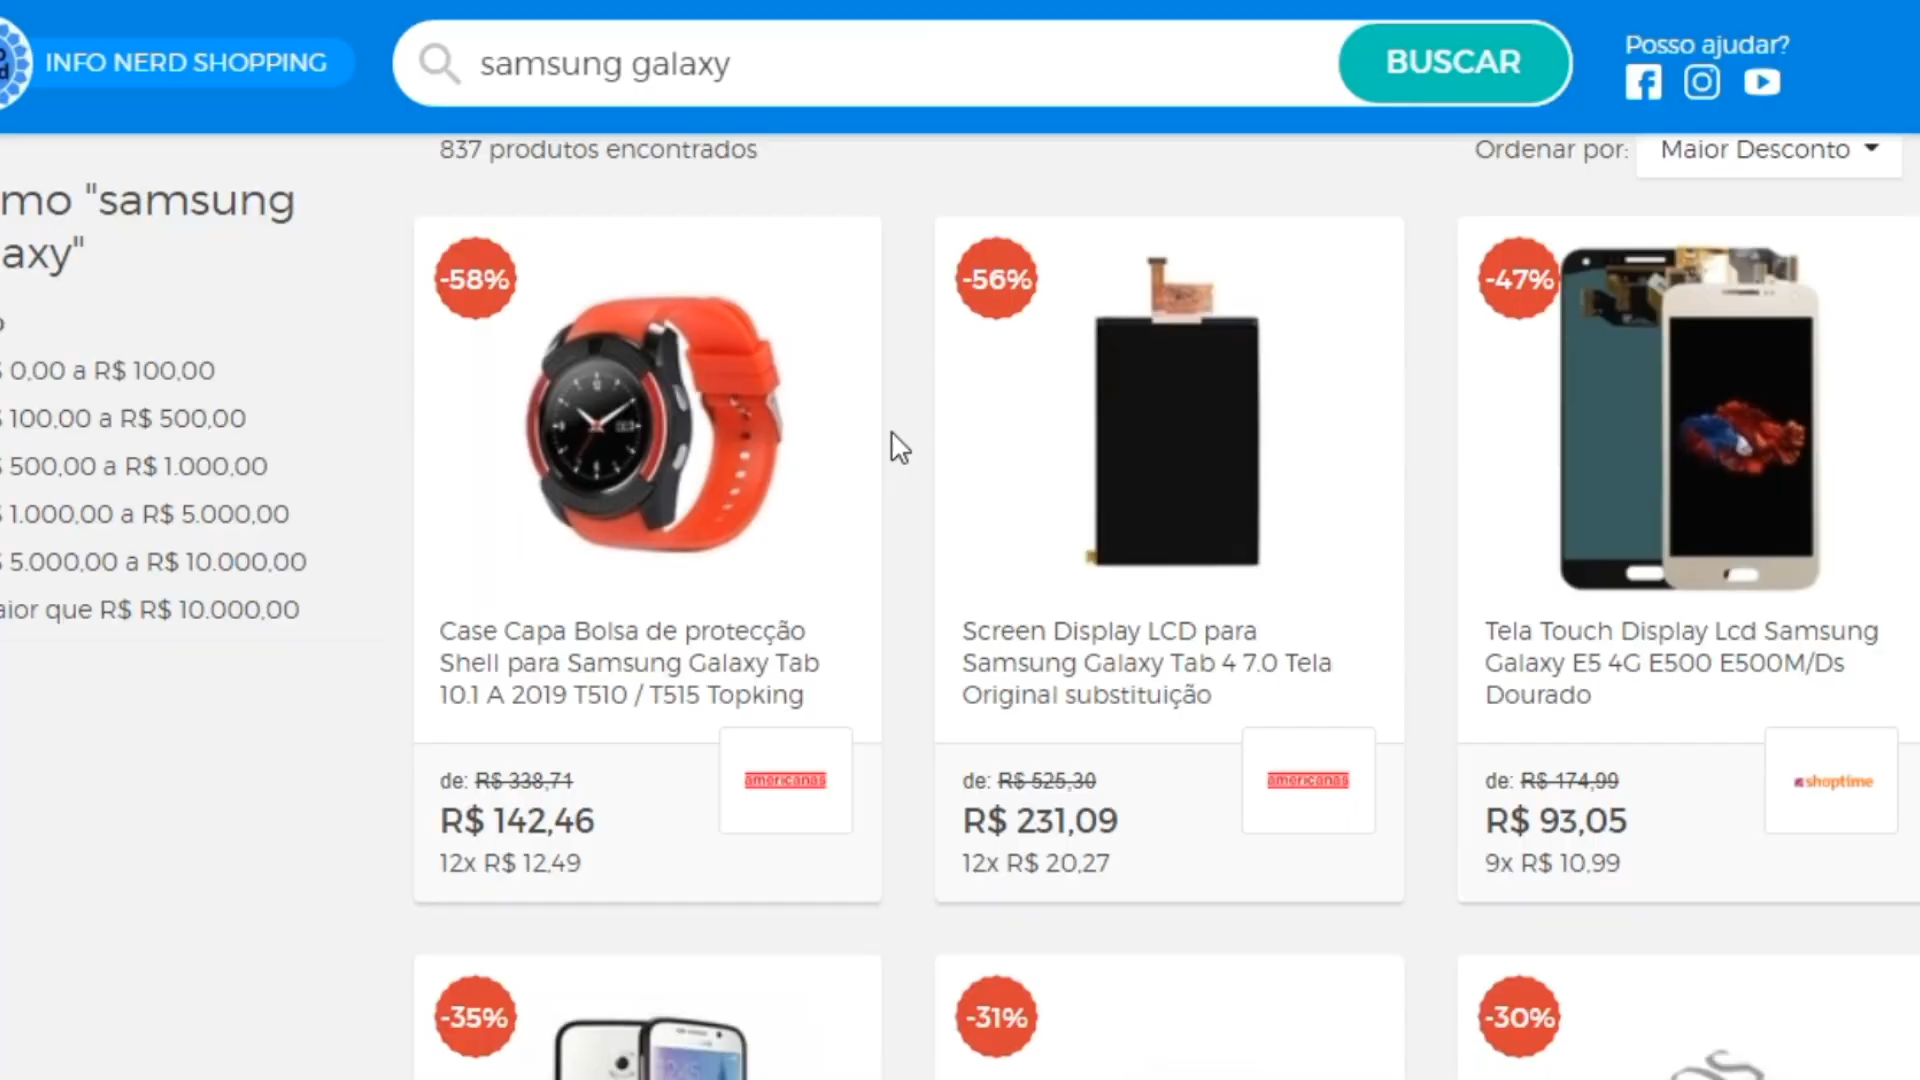 INFO NERD SHOPPING
samsung galaxy
BUSCAR
Posso ajudar?
837 produtos encontrados
Ordenar por: Maior Desconto
"samsung
0,00 a R$ 100,00
100,00 a R$ 500,00
500,00 a R$ 1.000,00
1.000,00 a R$ 5.000,00
5.000,00 a R$ 10.000,00
que R$ R$ 10.000,00
-58%
Case Capa Bolsa de protecção
Shell para Samsung Galaxy Tab
10.1 A 2019 T510 / T515 Topking
de: R$ 338,71
R$ 142,46
12x R$ 12,49
americanas
-56%
Screen Display LCD para
Samsung Galaxy Tab 4 7.0 Tela
Original substituição
de: R$ 525,30
R$ 231,09
12x R$ 20,27
americanas
-47%
Tela Touch Display Lcd Samsung
Galaxy E5 4G E500 E500M/Ds
Dourado
de: R$ 174,99
R$ 93,05
9x R$ 10,99
shoptime
-35%
-31%
-30%